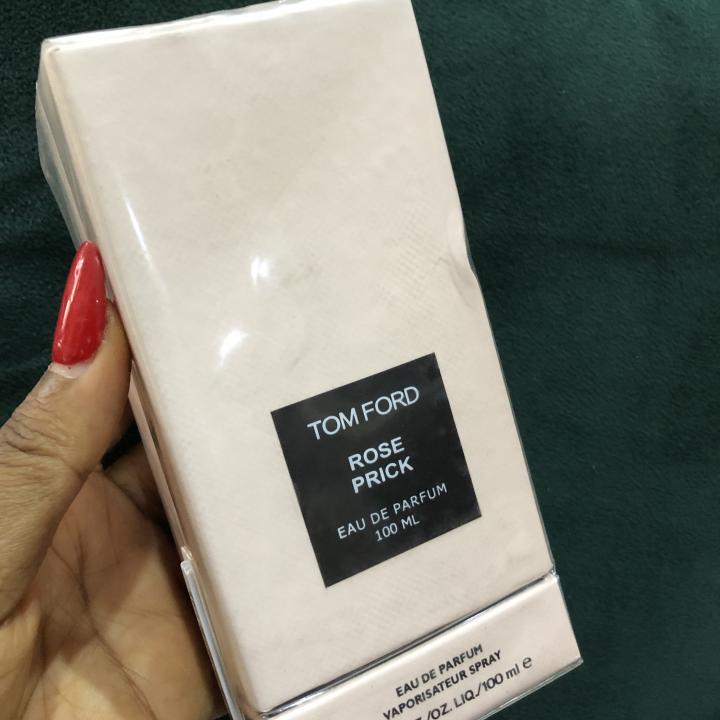 TOM FORD
ROSE
PRICK
EAU DE PARFUM
100 ML
EAU DE PARFUM
VAPORISATEUR SPRAY
/OZ. LIQ/100 ml e